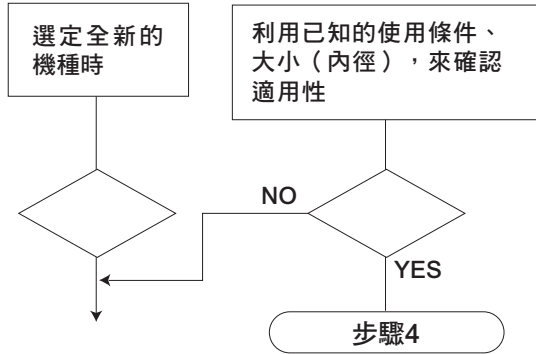 選定全新的
機種時
利用已知的使用條件、
大小（內徑），來確認
適用性
NO
YES
步驟4